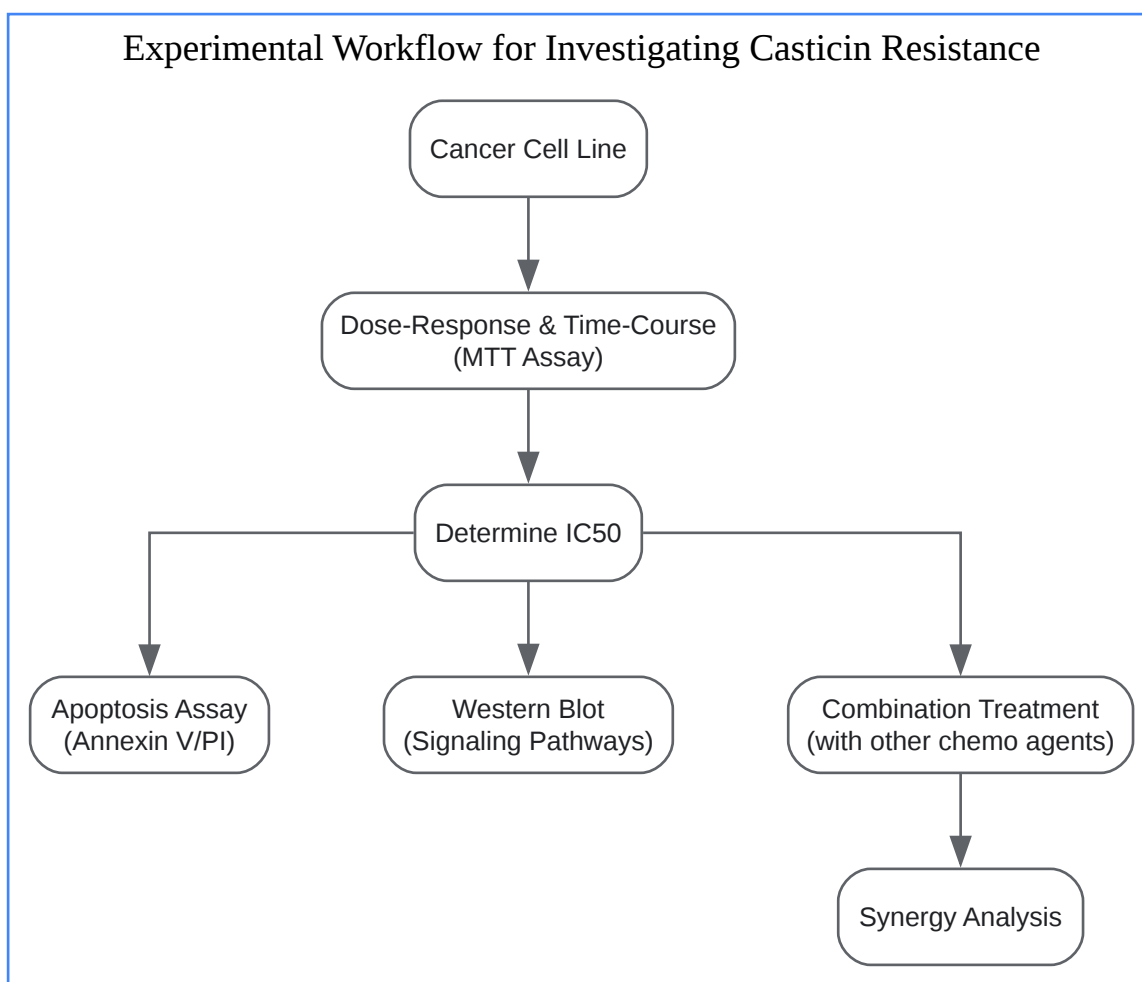 Experimental Workflow for Investigating Casticin Resistance
Cancer Cell Line
Dose-Response & Time-Course
(MTT Assay)
Determine IC50
Apoptosis Assay
(Annexin V/PI)
Western Blot
(Signaling Pathways)
Combination Treatment
(with other chemo agents)
Synergy Analysis